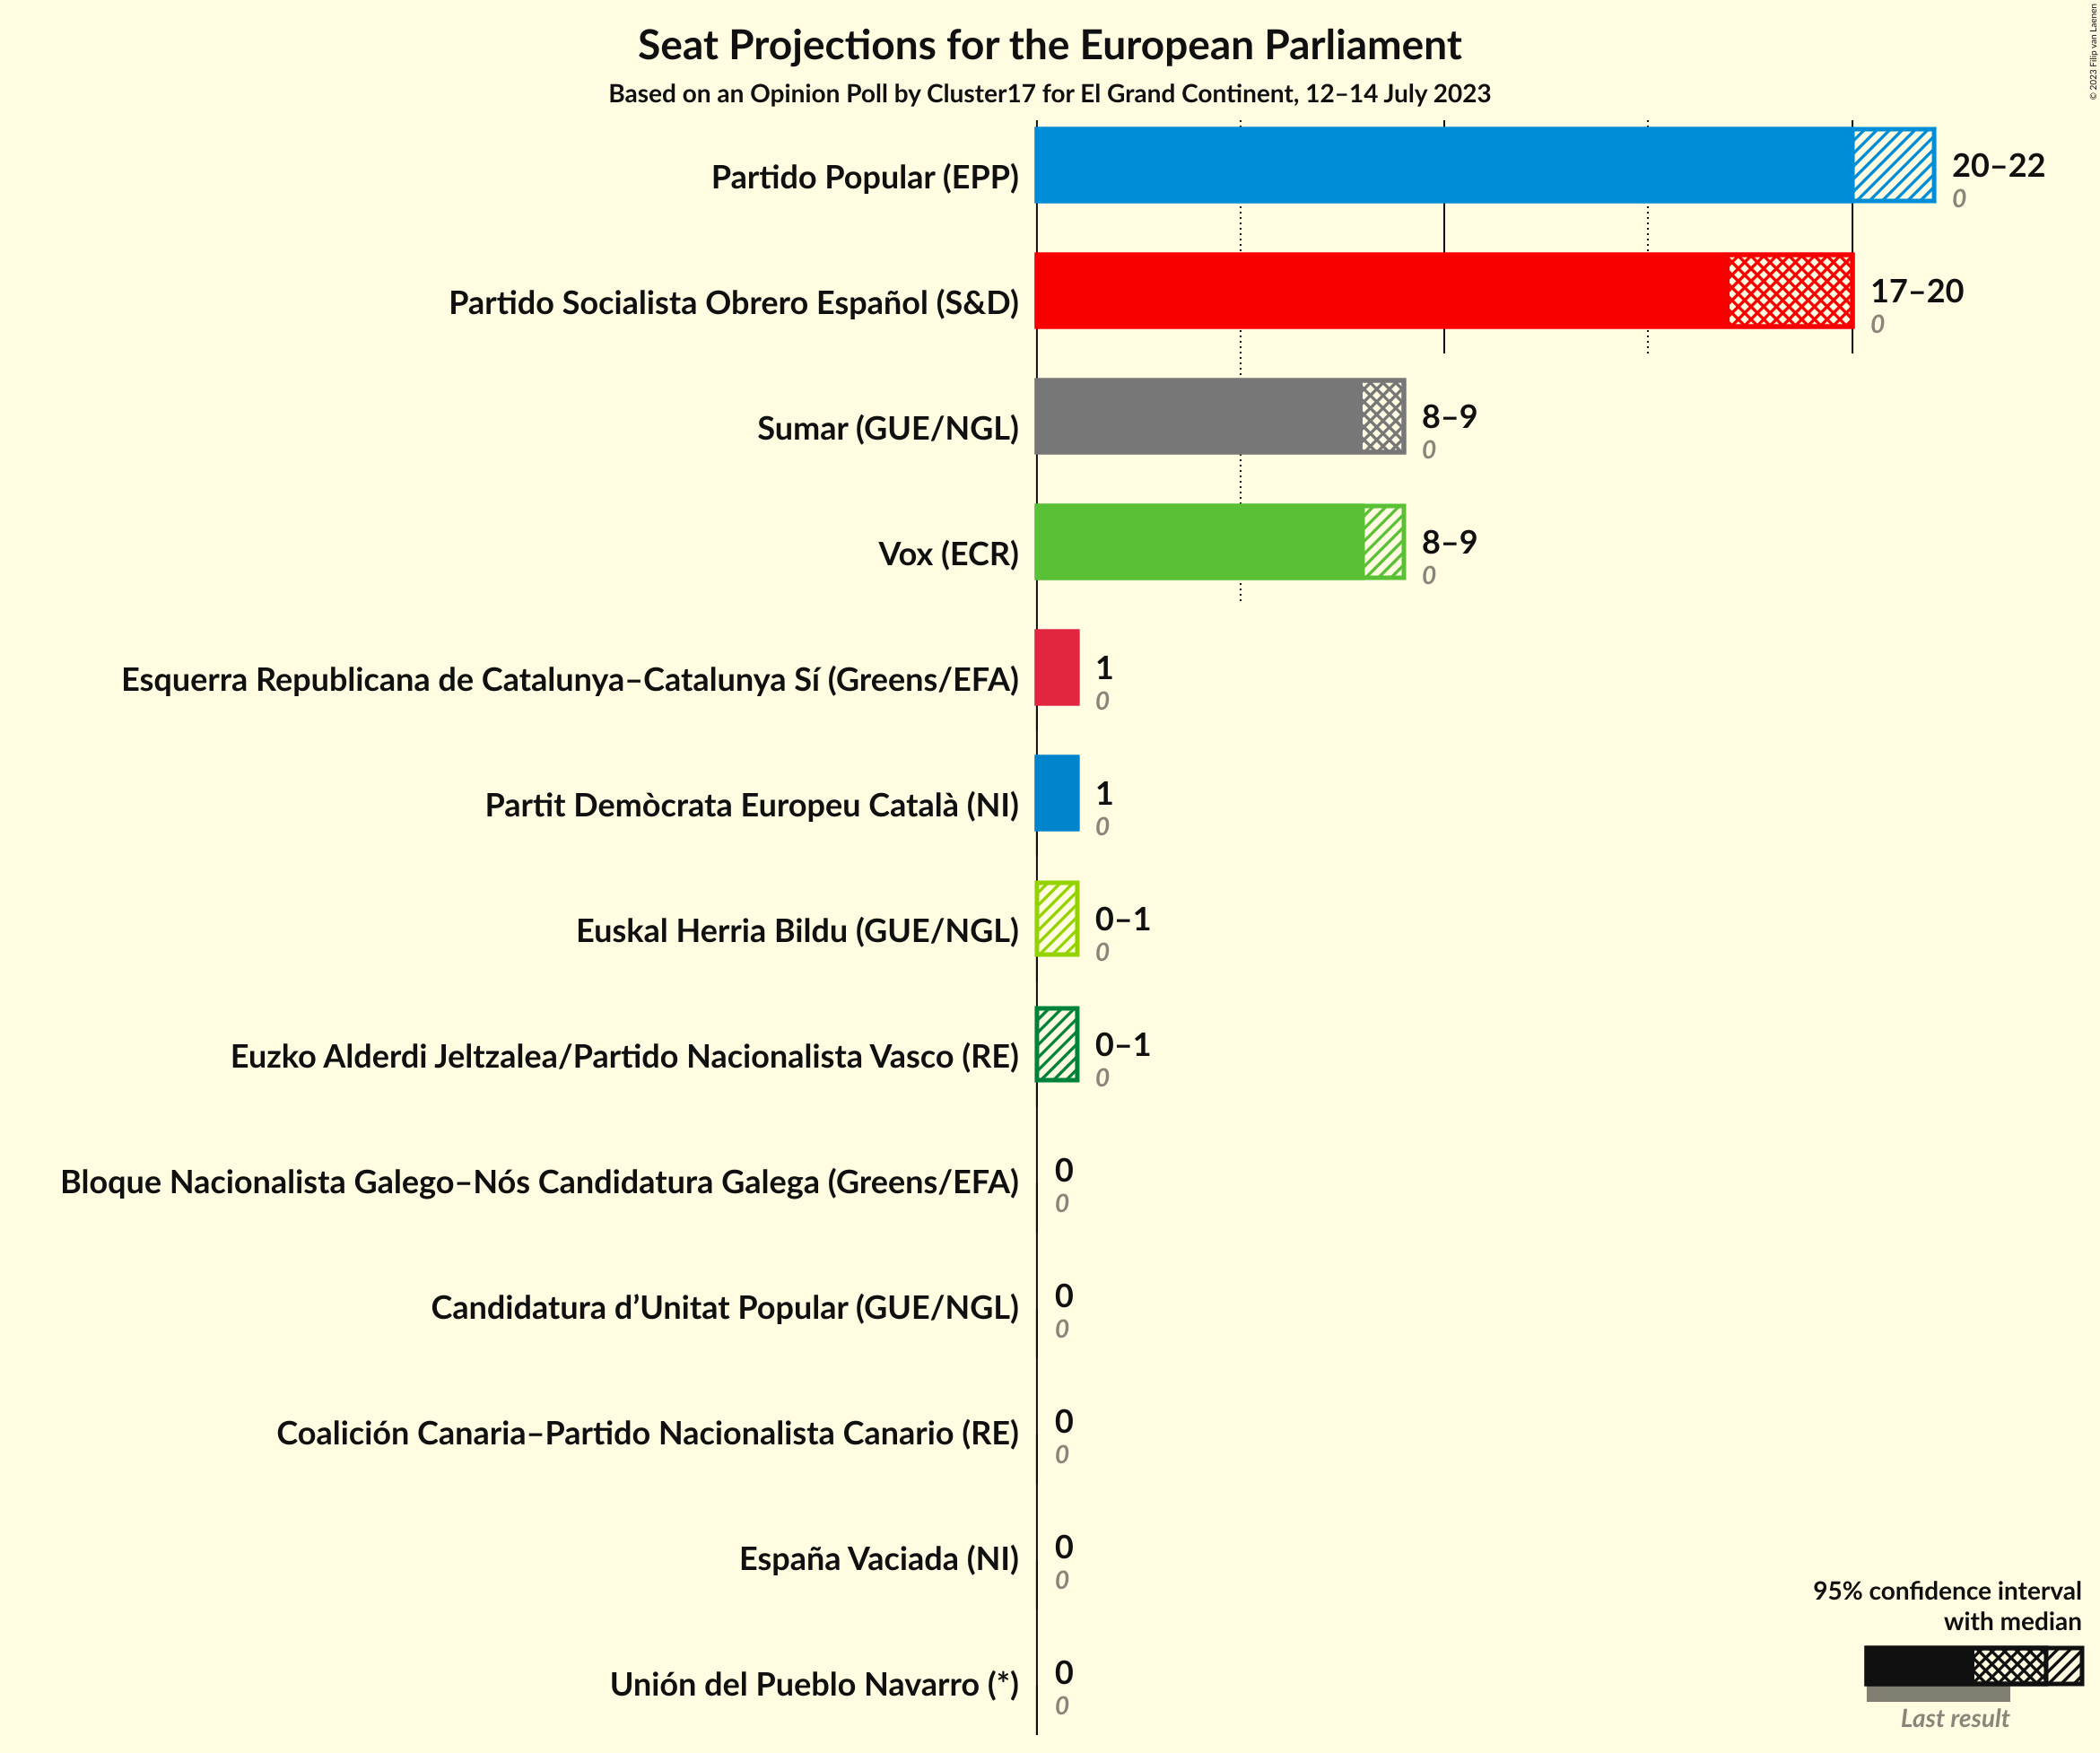 Seat Projections for the European Parliament
Based on an Opinion Poll by Cluster17 for El Grand Continent, 12–14 July 2023
© 2023 Filip van Laenen
Partido Popular (EPP)
20–22
0
Partido Socialista Obrero Español (S&D)
17–20
0
Sumar (GUE/NGL)
8–9
0
Vox (ECR)
8–9
0
Esquerra Republicana de Catalunya–Catalunya Sí (Greens/EFA)
1
0
Partit Demòcrata Europeu Català (NI)
1
0
Euskal Herria Bildu (GUE/NGL)
0–1
0
Euzko Alderdi Jeltzalea/Partido Nacionalista Vasco (RE)
0–1
0
Bloque Nacionalista Galego–Nós Candidatura Galega (Greens/EFA)
0
0
Candidatura d’Unitat Popular (GUE/NGL)
0
0
Coalición Canaria–Partido Nacionalista Canario (RE)
0
0
España Vaciada (NI)
0
0
Unión del Pueblo Navarro (*)
0
0
95% confidence interval
with median
Last result